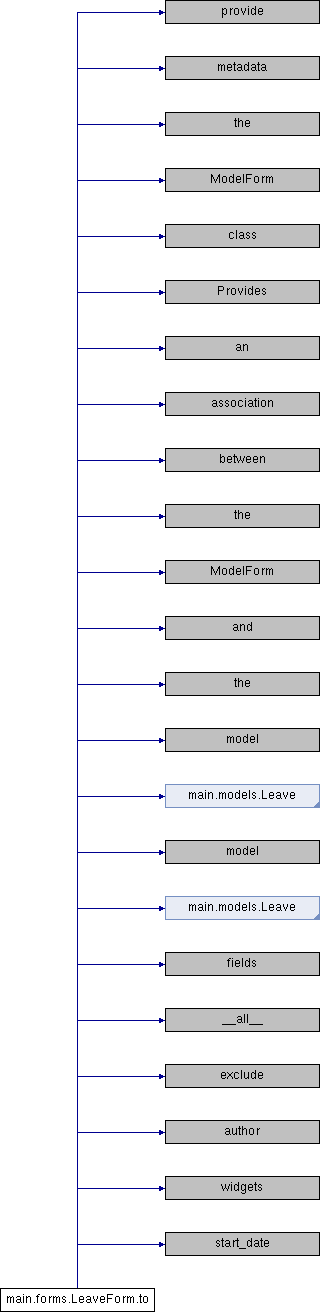 provide
metadata
the
ModelForm
class
Provides
an
association
between
the
ModelForm
and
the
model
main.models.Leave
model
main.models.Leave
fields
__all__
exclude
author
widgets
start_date
main.forms.LeaveForm.to